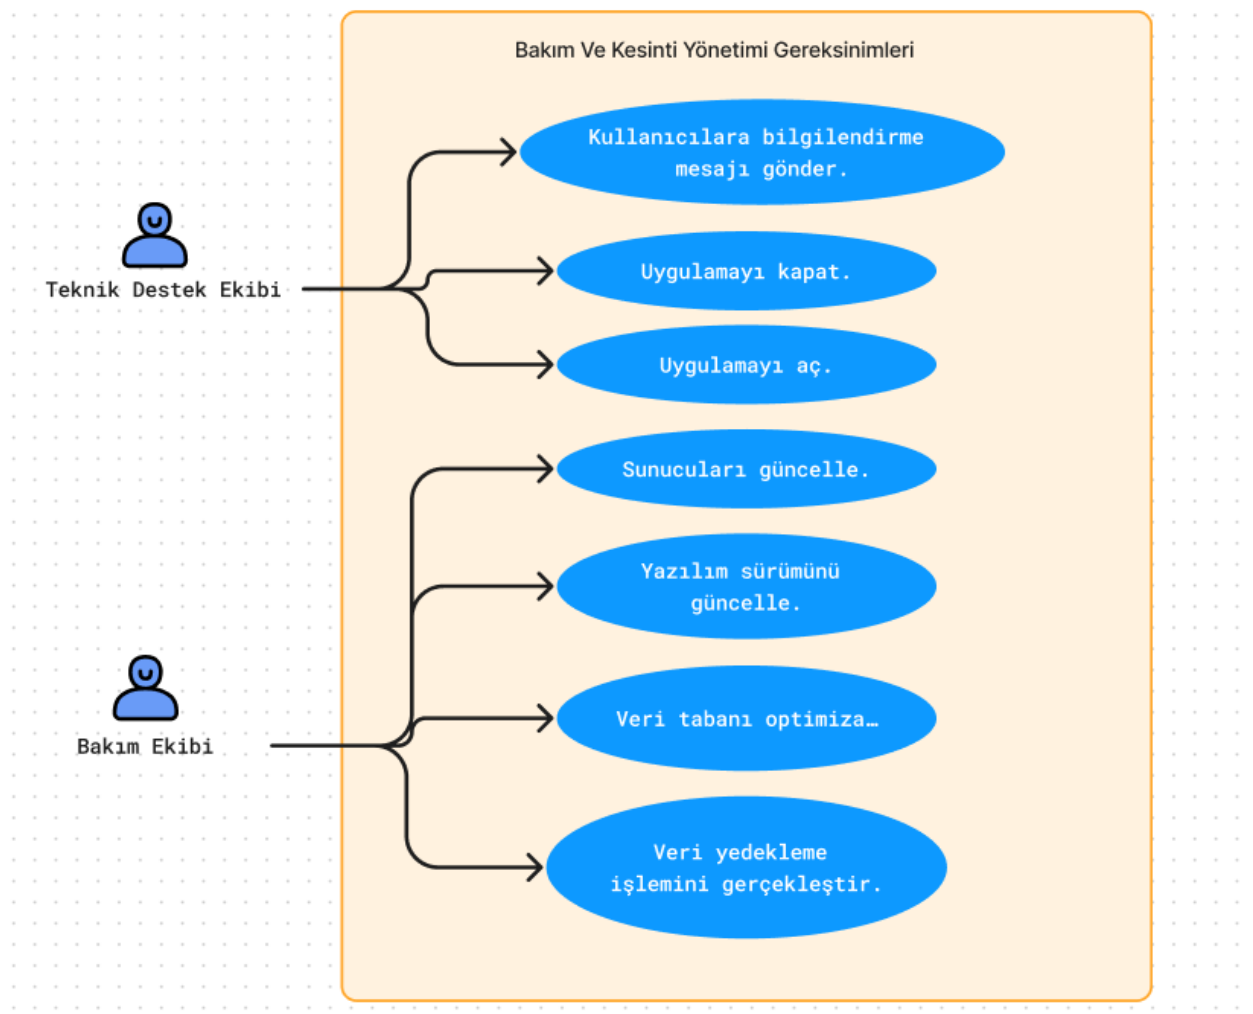 Bakım Ve Kesinti Yönetimi Gereksinimleri
Kullanıcılara bilgilendirme
mesajı gönder.
Uygulamayı kapat.
Teknik Destek Ekibi
Uygulamayı aç.
Sunucuları güncelle.
Yazılım sürümünü
güncelle.
Veri tabanı optimiza…
Bakım Ekibi
Veri yedekleme
işlemini gerçekleştir.